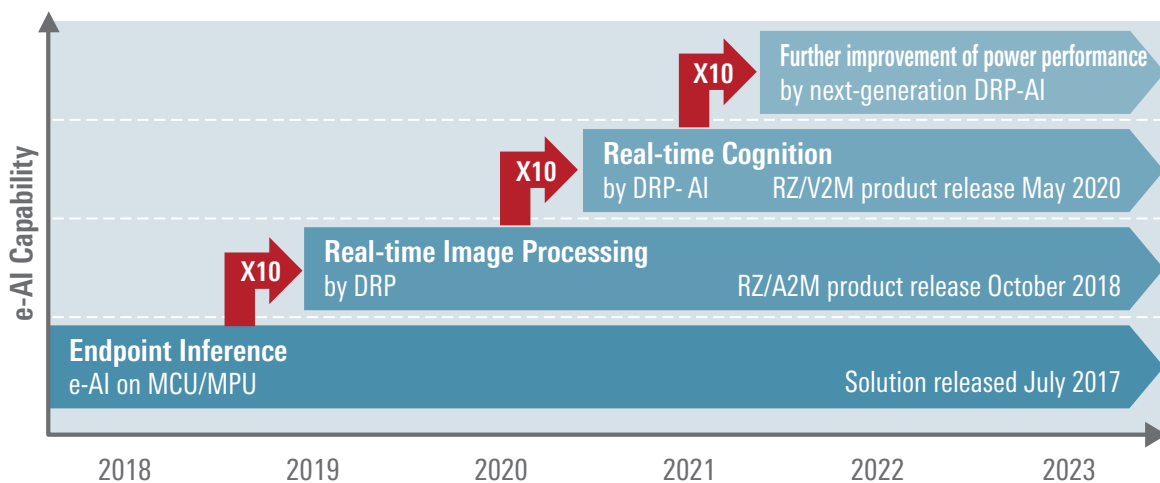 e-AI Capability
X10
Further improvement of power performance
by next-generation DRP-AI
X10
Real-time Cognition
by DRP- AI
RZ/V2M product release May 2020
X10
Real-time Image Processing
by DRP
RZ/A2M product release October 2018
Endpoint Inference
e-AI on MCU/MPU
Solution released July 2017
2018 2019 2020 2021 2022 2023